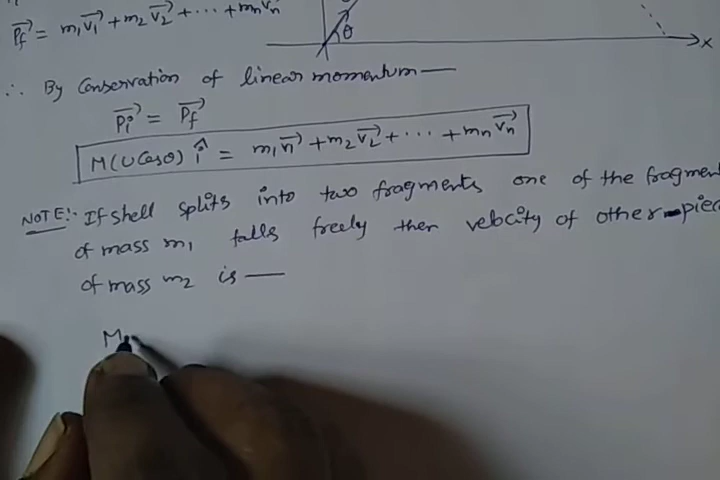 θ
P⃗f = m₁v⃗₁ + m₂v⃗₂ + ⋯ + mₙv⃗ₙ
x
∴ By Conservation of linear momentum —
P⃗i = P⃗f
M(UCosθ) î = m₁v⃗₁ + m₂v⃗₂ + ⋯ + mₙv⃗ₙ
NOTE:- If shell splits into two fragments one of the fragment
of mass m₁ falls freely then velocity of other piec
of mass m₂ is —
M